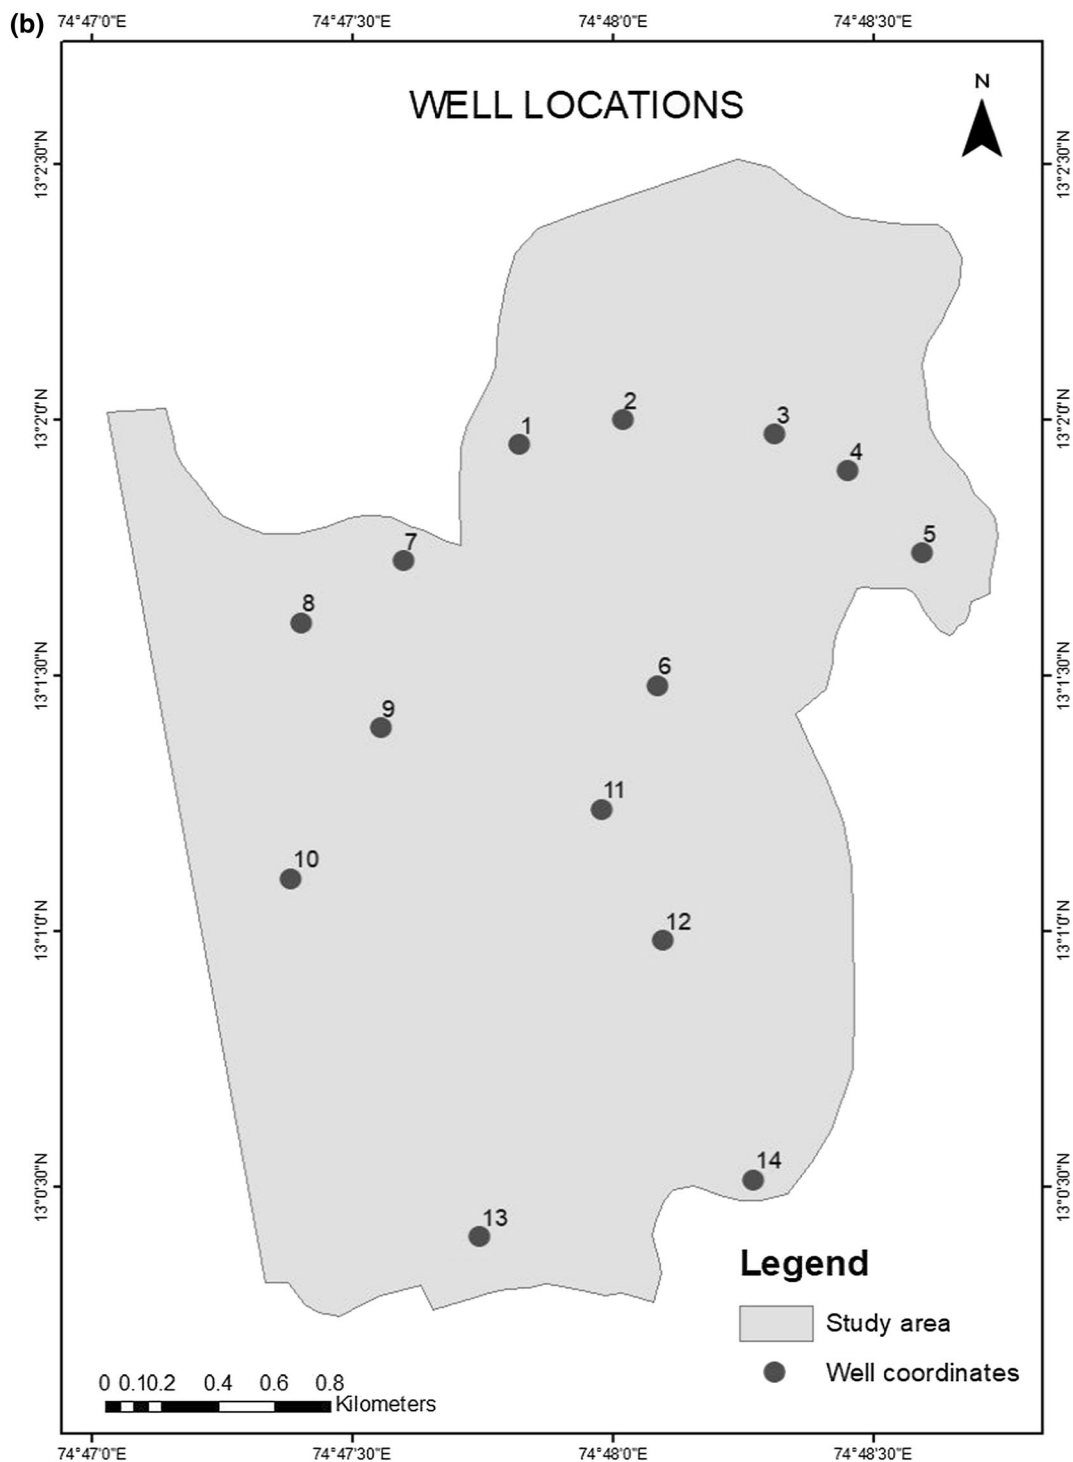 (b)
74°47'0"E 74°47'30"E 74°48'0"E 74°48'30"E
WELL LOCATIONS
N
13°2'30"N 13°2'30"N
13°2'0"N 13°2'0"N
2
1
3
4
5
7
8
13°1'30"N 13°1'30"N
6
9
11
10
12
13°1'0"N 13°1'0"N
14
13°0'30"N 13°0'30"N
13
Legend
Study area
Well coordinates
0 0.10.2 0.4 0.6 0.8
Kilometers
74°47'0"E 74°47'30"E 74°48'0"E 74°48'30"E